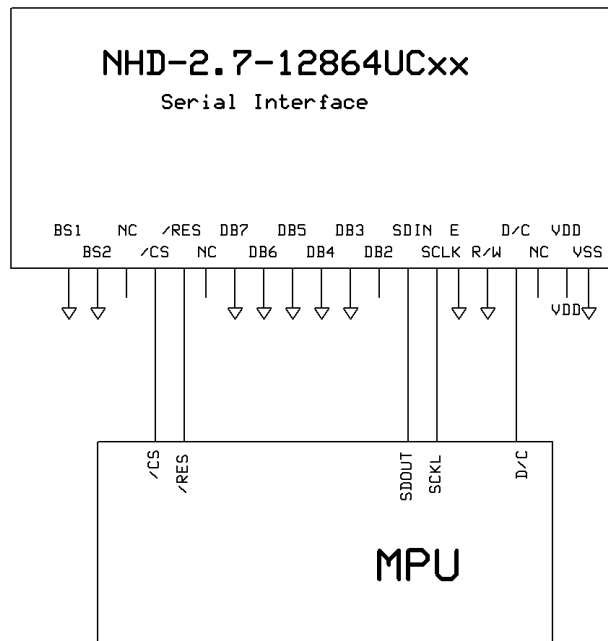 NHD-2.7-12864UCxx
Serial Interface
BS1 NC /RES DB7 DB5 DB3 SDIN E D/C VDD
BS2 /CS NC DB6 DB4 DB2 SCLK R/W NC VSS
VDD
/CS
/RES
SDOUT
SCKL
D/C
MPU